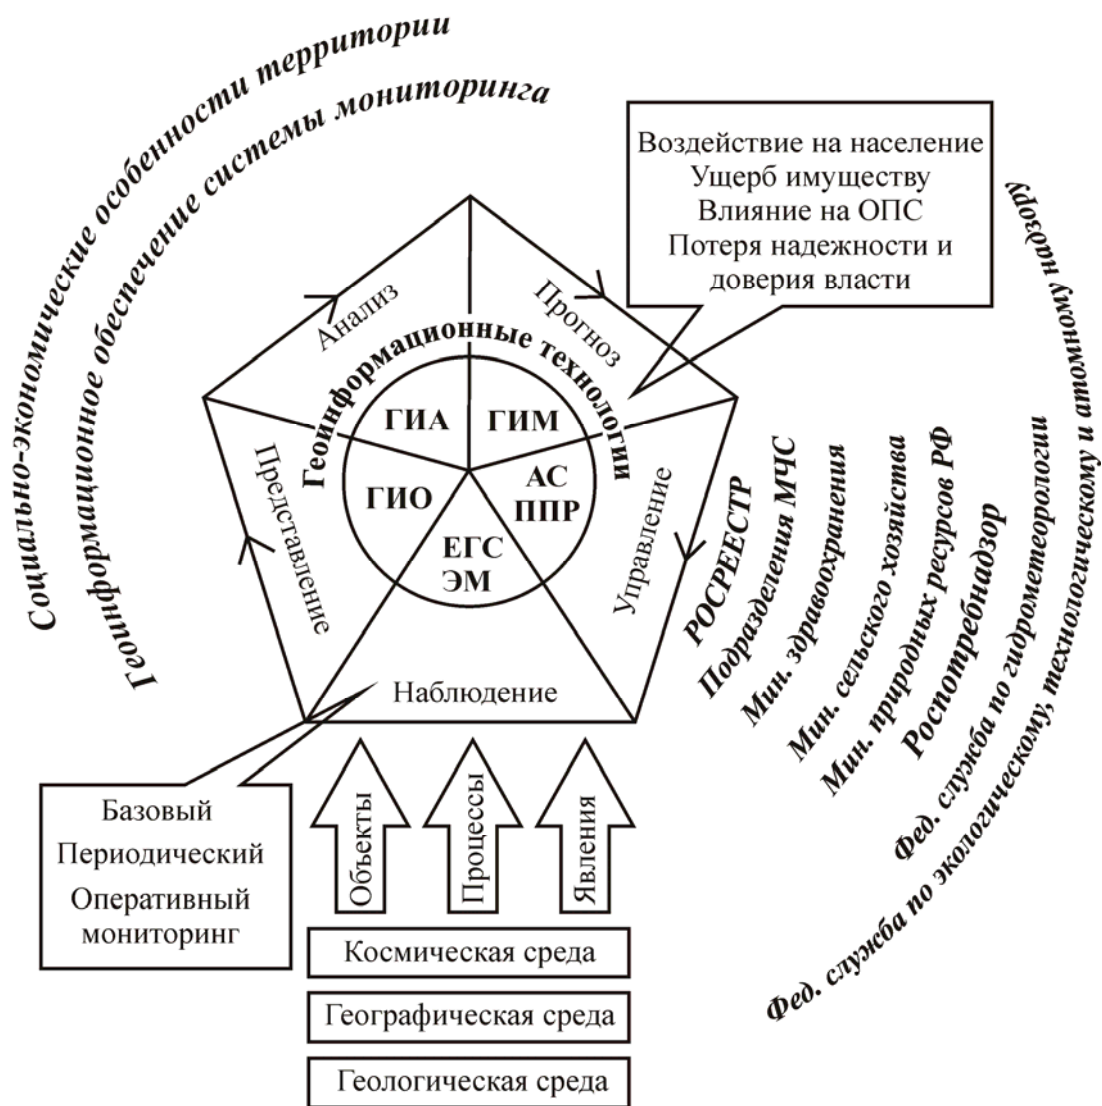 Социально-экономические особенности территории
Геоинформационное обеспечение системы мониторинга
Воздействие на население
Ущерб имуществу
Влияние на ОПС
Потеря надежности и
доверия власти
Анализ
Прогноз
Геоинформационные технологии
ГИА
ГИМ
ГИО
АС
ППР
ЕГС
ЭМ
Представление
Управление
Наблюдение
РОСРЕЕСТР
Подразделения МЧС
Мин. здравоохранения
Мин. сельского хозяйства
Мин. природных ресурсов РФ
Роспотребнадзор
Фед. служба по гидрометеорологии
Фед. служба по экологическому, технологическому и атомному надзору
Базовый
Периодический
Оперативный
мониторинг
Объекты
Процессы
Явления
Космическая среда
Географическая среда
Геологическая среда